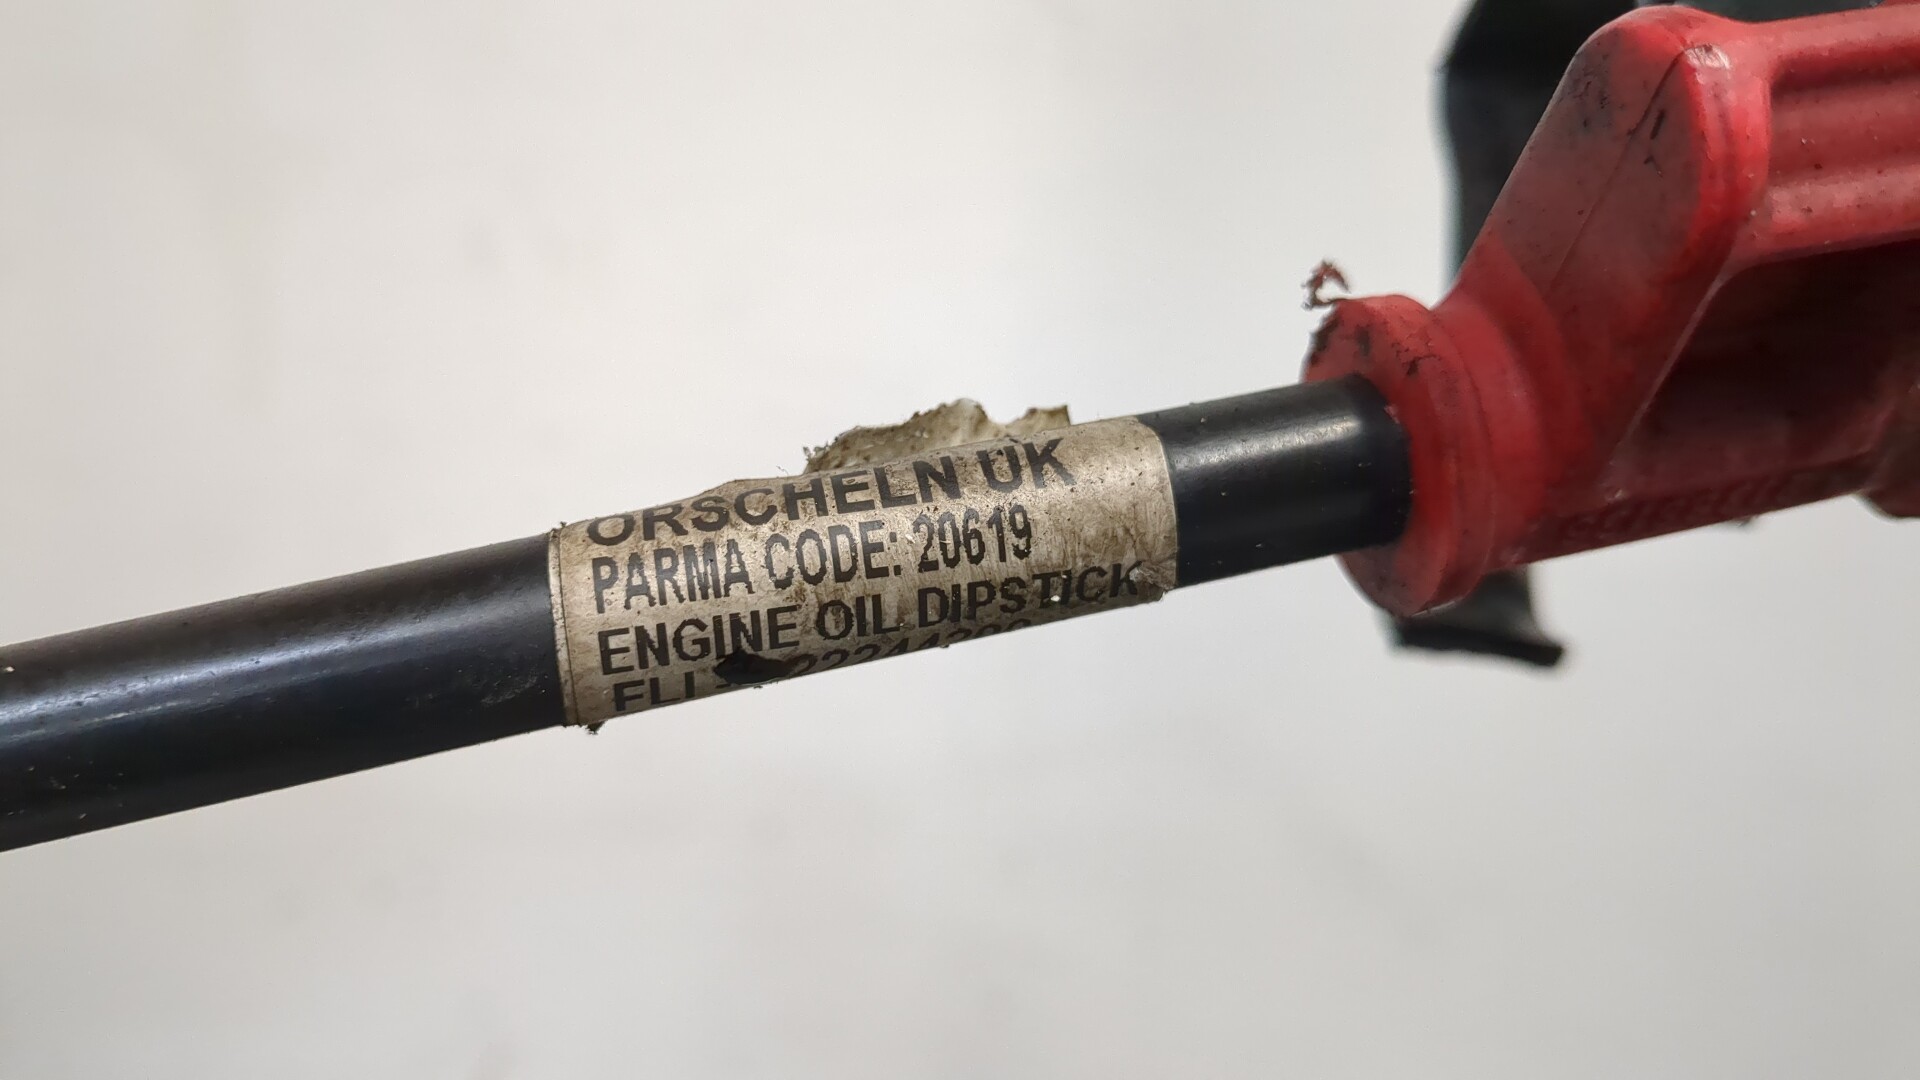 ORSCHELN UK
PARMA CODE: 20619
ENGINE OIL DIPSTICK